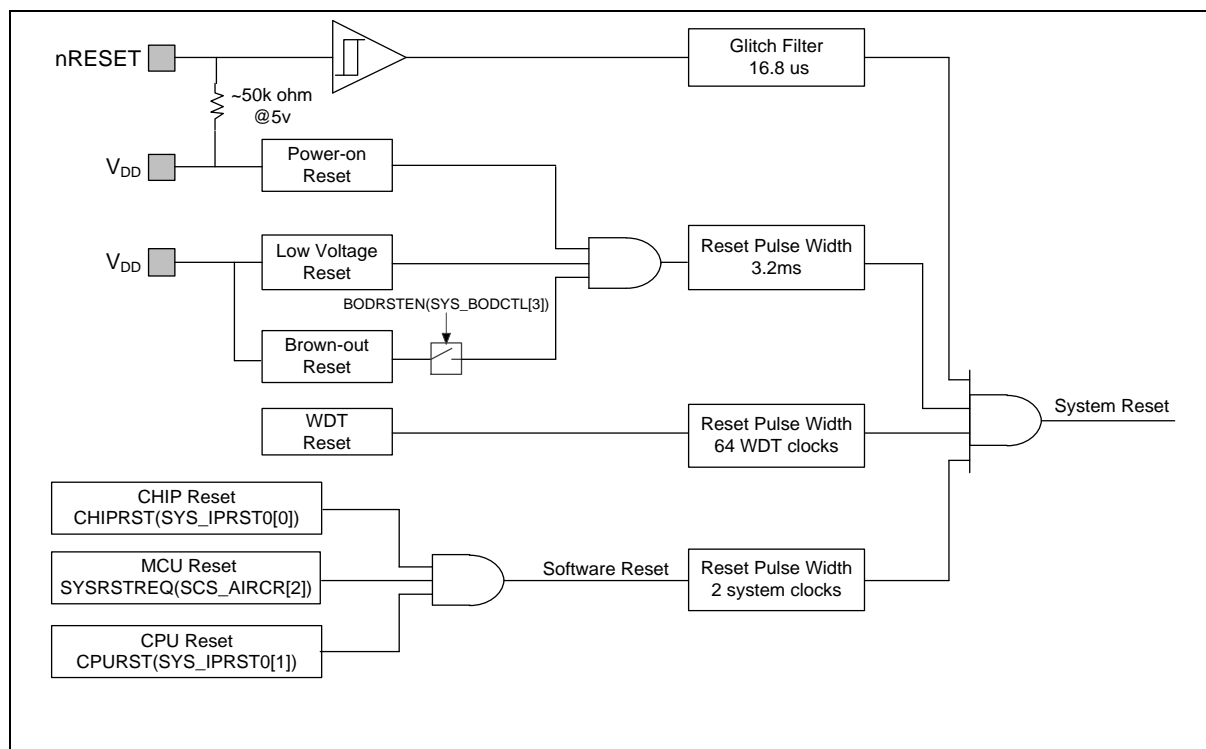 nRESET
Glitch Filter
16.8 us
~50k ohm
@5v
VDD
Power-on
Reset
VDD
Low Voltage
Reset
Reset Pulse Width
3.2ms
BODRSTEN(SYS_BODCTL[3])
Brown-out
Reset
System Reset
WDT
Reset
Reset Pulse Width
64 WDT clocks
CHIP Reset
CHIPRST(SYS_IPRST0[0])
MCU Reset
SYSRSTREQ(SCS_AIRCR[2])
Software Reset
Reset Pulse Width
2 system clocks
CPU Reset
CPURST(SYS_IPRST0[1])